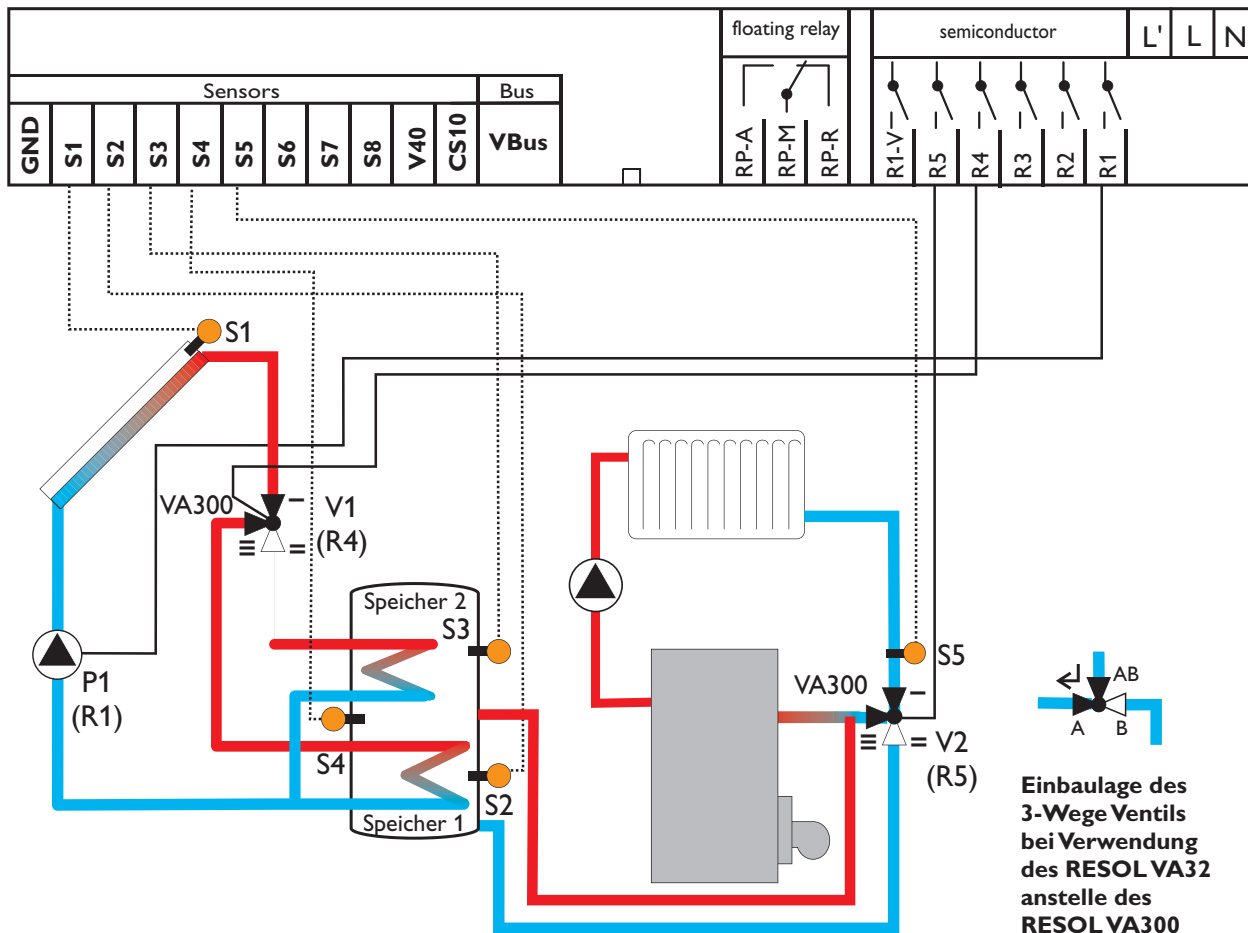 floating relay
semiconductor
L'
L
N
Sensors
Bus
GND
S1
S2
S3
S4
S5
S6
S7
S8
V40
CS10
VBus
RP-A
RP-M
RP-R
R1-V
R5
R4
R3
R2
R1
S1
VA300
V1
(R4)
Speicher 2
S3
P1
(R1)
S4
S2
Speicher 1
S5
VA300
V2
(R5)
AB
A
B
Einbaulage des
3-Wege Ventils
bei Verwendung
des RESOL VA32
anstelle des
RESOL VA300